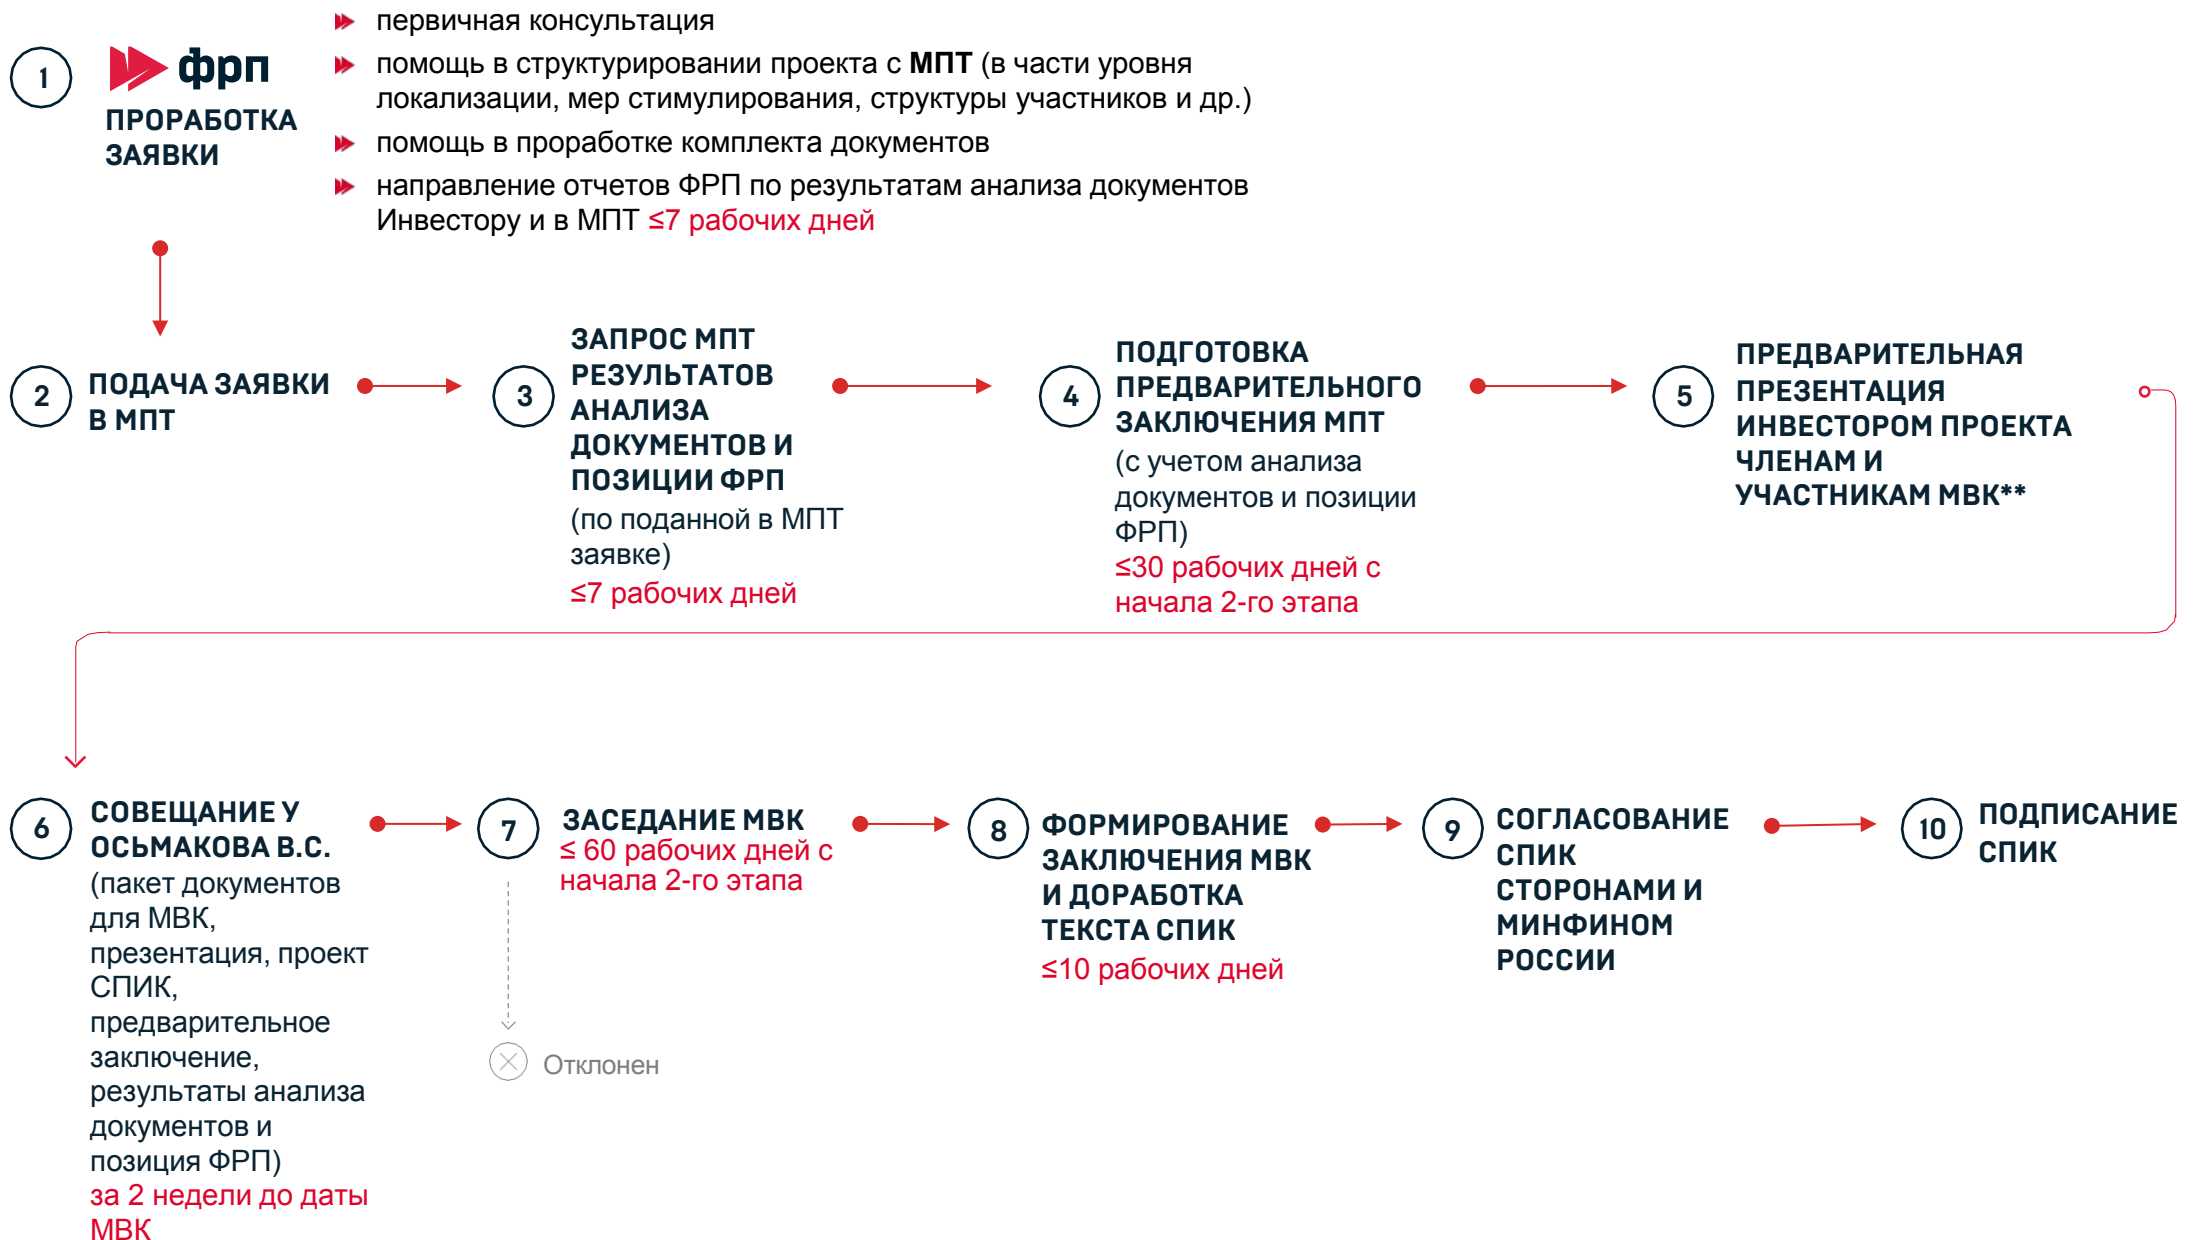 1
фрп
ПРОРАБОТКА
ЗАЯВКИ
первичная консультация
помощь в структурировании проекта с МПТ (в части уровня
локализации, мер стимулирования, структуры участников и др.)
помощь в проработке комплекта документов
направление отчетов ФРП по результатам анализа документов
Инвестору и в МПТ ≤7 рабочих дней
2
ПОДАЧА ЗАЯВКИ
В МПТ
3
ЗАПРОС МПТ
РЕЗУЛЬТАТОВ
АНАЛИЗА
ДОКУМЕНТОВ И
ПОЗИЦИИ ФРП
(по поданной в МПТ
заявке)
≤7 рабочих дней
4
ПОДГОТОВКА
ПРЕДВАРИТЕЛЬНОГО
ЗАКЛЮЧЕНИЯ МПТ
(с учетом анализа
документов и позиции
ФРП)
≤30 рабочих дней с
начала 2-го этапа
5
ПРЕДВАРИТЕЛЬНАЯ
ПРЕЗЕНТАЦИЯ
ИНВЕСТОРОМ ПРОЕКТА
ЧЛЕНАМ И
УЧАСТНИКАМ МВК**
6
СОВЕЩАНИЕ У
ОСЬМАКОВА В.С.
(пакет документов
для МВК,
презентация, проект
СПИК,
предварительное
заключение,
результаты анализа
документов и
позиция ФРП)
за 2 недели до даты
МВК
7
ЗАСЕДАНИЕ МВК
≤ 60 рабочих дней с
начала 2-го этапа
Отклонен
8
ФОРМИРОВАНИЕ
ЗАКЛЮЧЕНИЯ МВК
И ДОРАБОТКА
ТЕКСТА СПИК
≤10 рабочих дней
9
СОГЛАСОВАНИЕ
СПИК
СТОРОНАМИ И
МИНФИНОМ
РОССИИ
10
ПОДПИСАНИЕ
СПИК